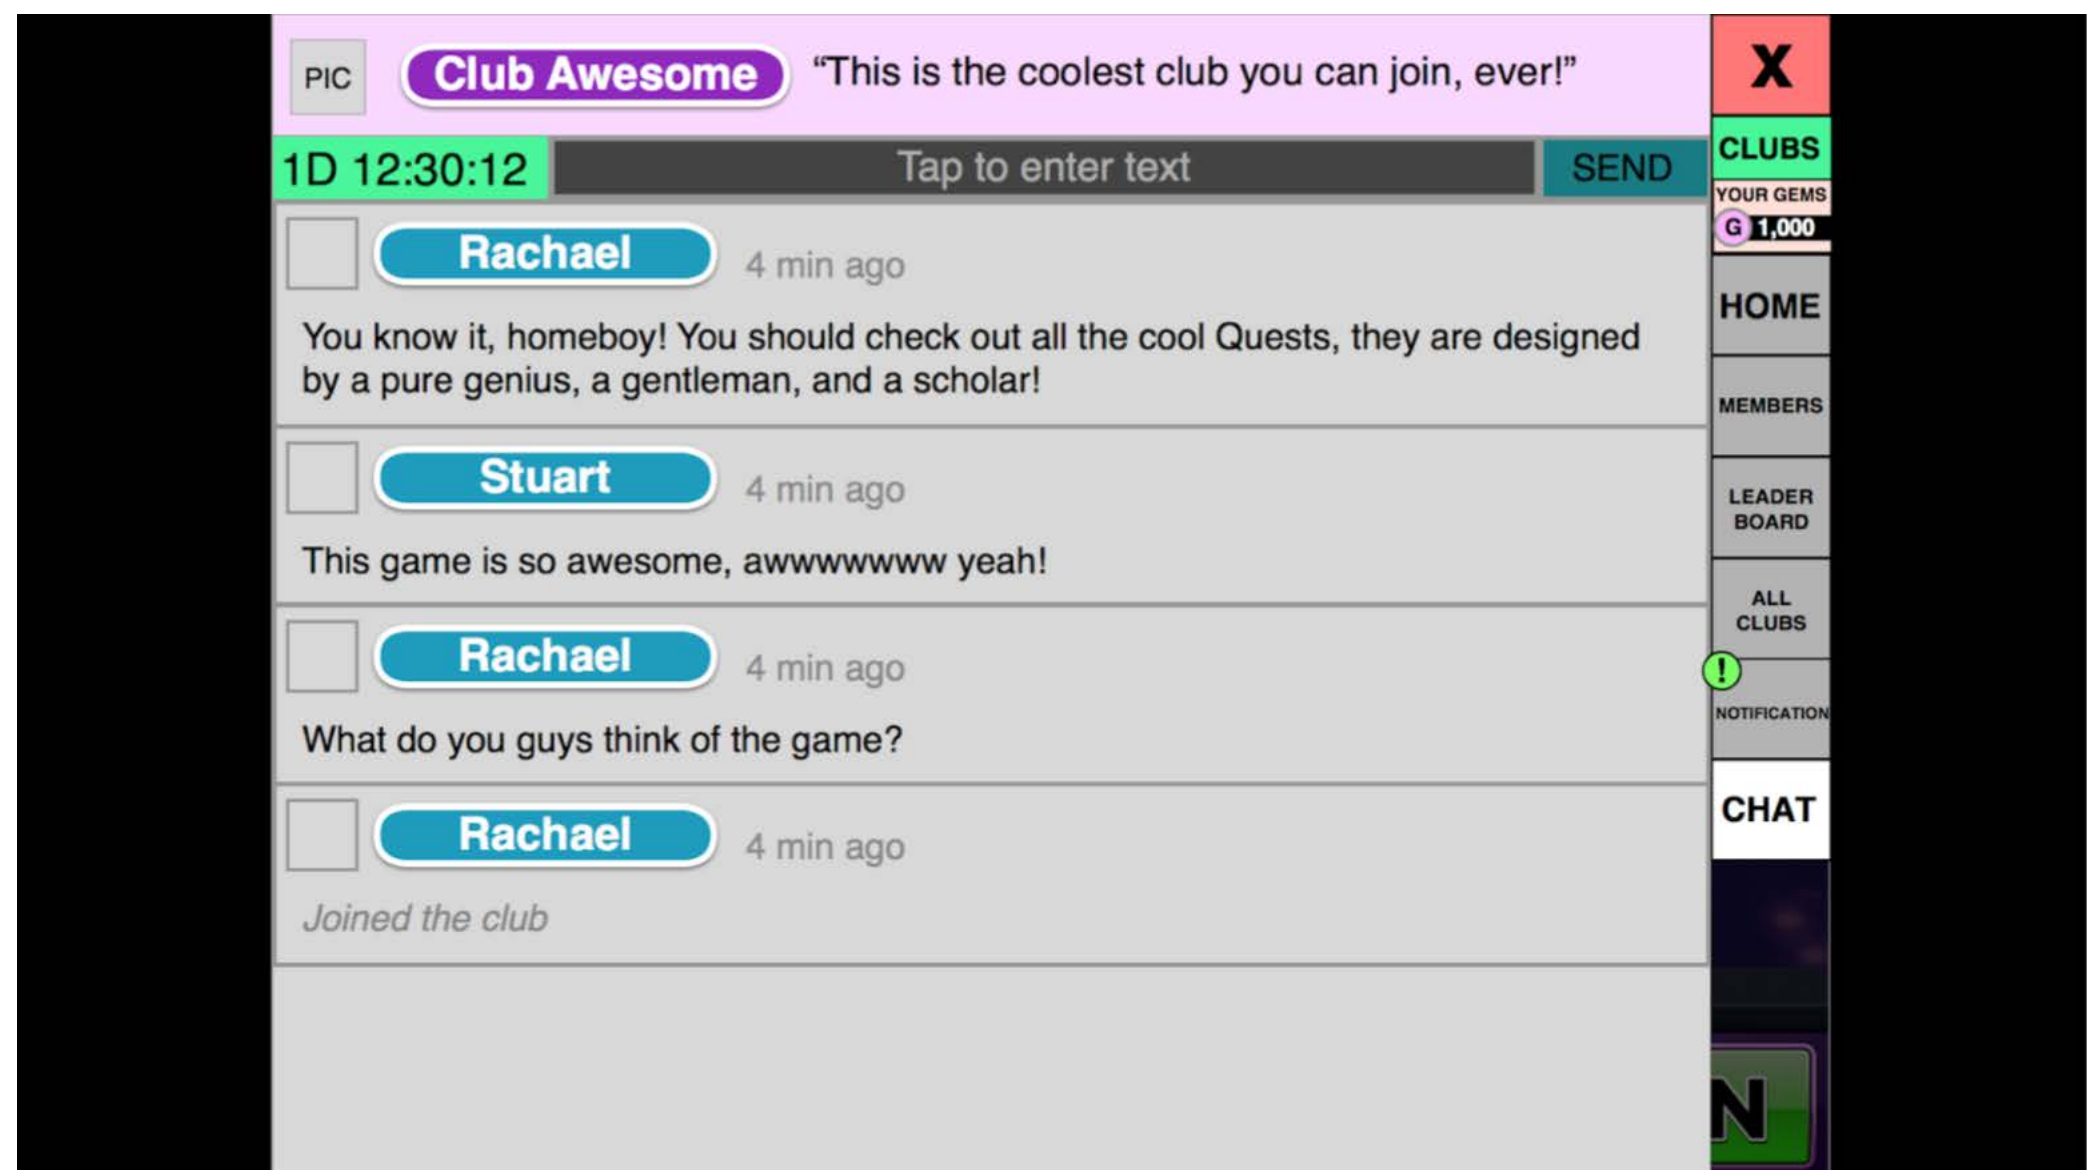 PIC
Club Awesome
“This is the coolest club you can join, ever!”
1D 12:30:12
Tap to enter text
SEND
Rachael
4 min ago
You know it, homeboy! You should check out all the cool Quests, they are designed
by a pure genius, a gentleman, and a scholar!
Stuart
4 min ago
This game is so awesome, awwwwwww yeah!
Rachael
4 min ago
What do you guys think of the game?
Rachael
4 min ago
Joined the club
X
CLUBS
YOUR GEMS
G 1,000
HOME
MEMBERS
LEADER
BOARD
ALL
CLUBS
!
NOTIFICATION
CHAT
N